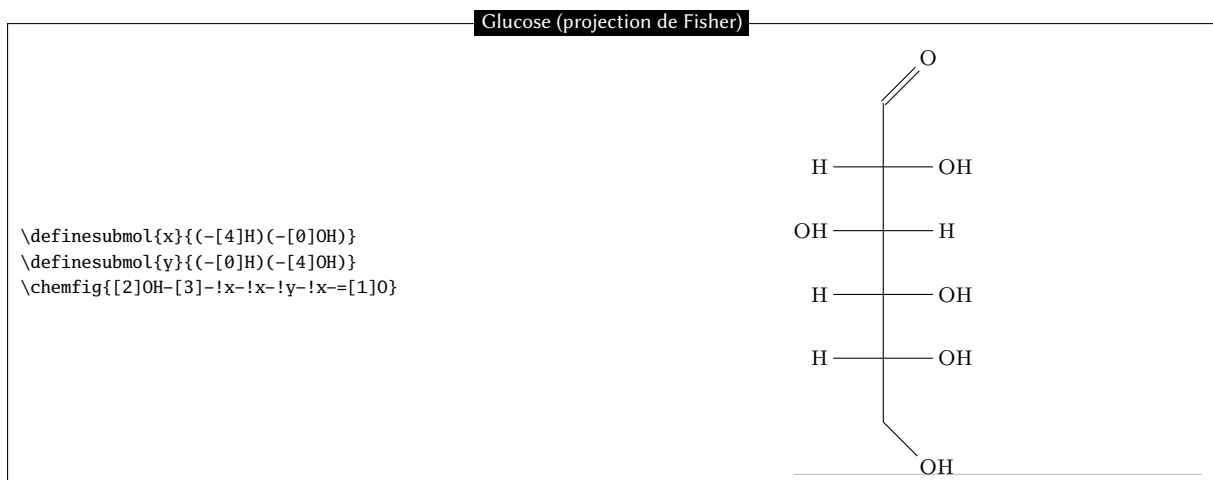 Glucose (projection de Fisher)
\definesubmol{x}{(-[4]H)(-[0]OH)}
\definesubmol{y}{(-[0]H)(-[4]OH)}
\chemfig{[2]OH-[3]-!x-!x-!y-!x-=[1]O}
O
H OH
OH H
H OH
H OH
OH